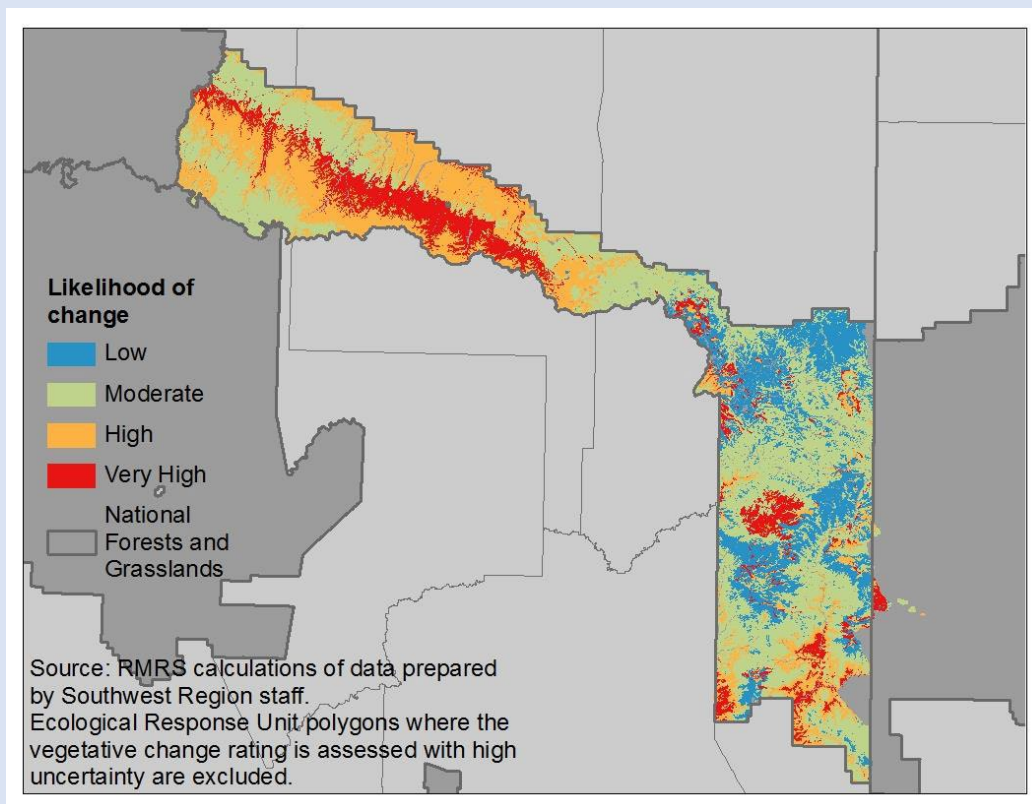 Likelihood of
change
Low
Moderate
High
Very High
National
Forests and
Grasslands
Source: RMRS calculations of data prepared
by Southwest Region staff.
Ecological Response Unit polygons where the
vegetative change rating is assessed with high
uncertainty are excluded.